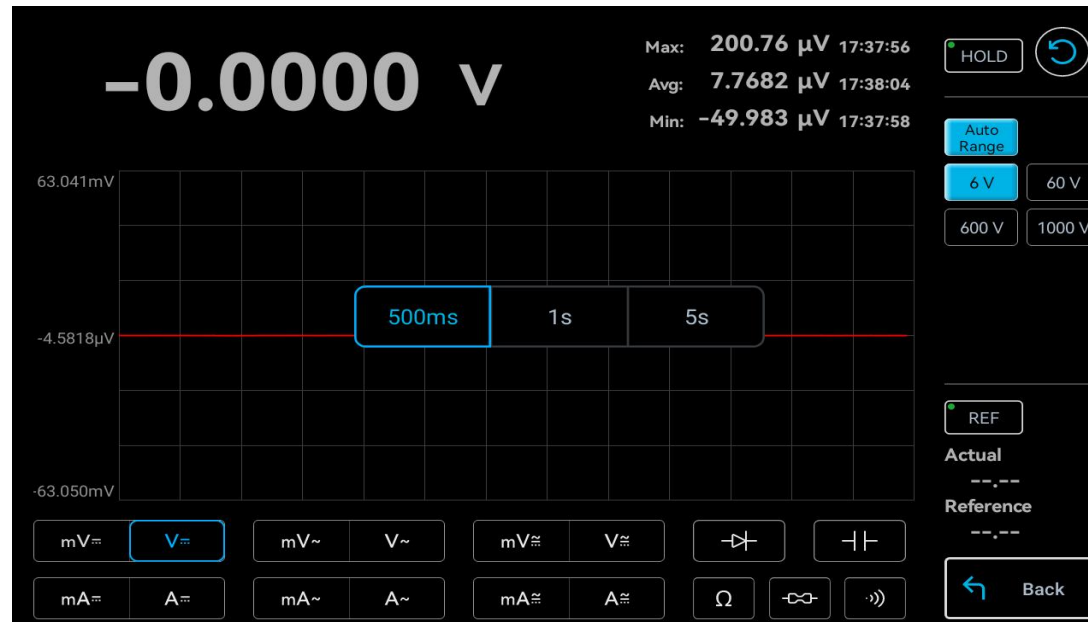 -0.0000 V
Max: 200.76 µV 17:37:56
Avg: 7.7682 µV 17:38:04
Min: -49.983 µV 17:37:58
HOLD
Auto
Range
6 V 60 V
600 V 1000 V
63.041mV
500ms 1s 5s
-4.5818µV
-63.050mV
REF
Actual
--.--
Reference
--.--
mV⎓ V⎓ mV~ V~ mV≅ V≅
mA⎓ A⎓ mA~ A~ mA≅ A≅ Ω
Back